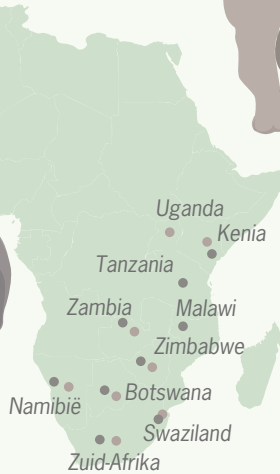 Uganda
Kenia
Tanzania
Zambia
Malawi
Zimbabwe
Botswana
Namibië
Swaziland
Zuid-Afrika